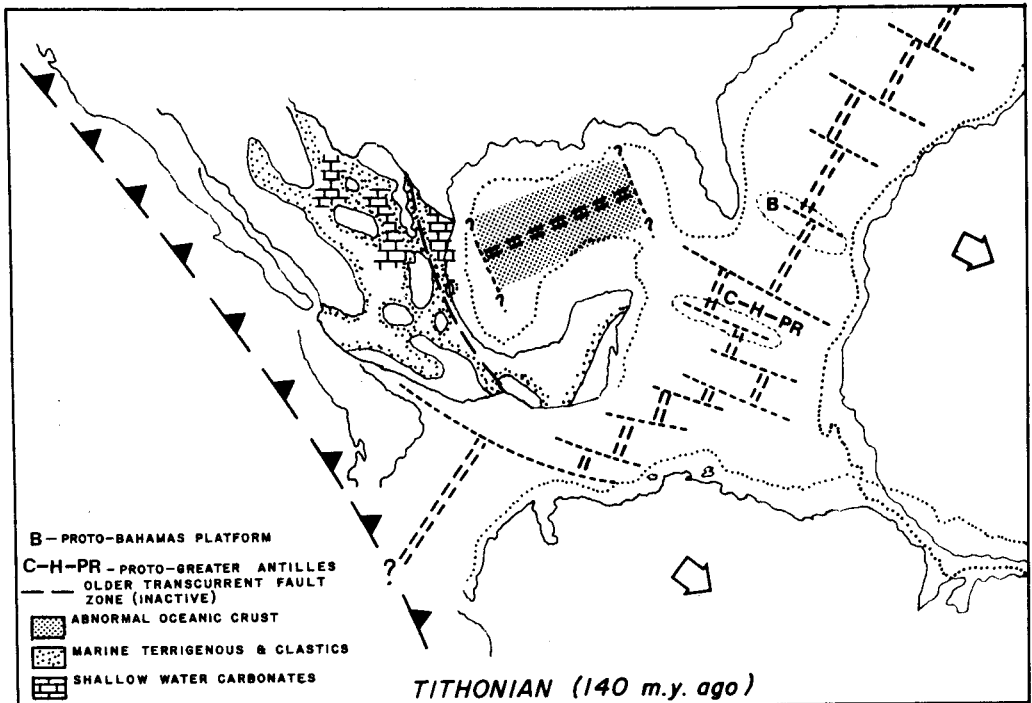 ?
?
?
?
B
C-H-PR
?
B – PROTO-BAHAMAS PLATFORM
C-H-PR - PROTO-GREATER ANTILLES
OLDER TRANSCURRENT FAULT
ZONE (INACTIVE)
ABNORMAL OCEANIC CRUST
MARINE TERRIGENOUS & CLASTICS
SHALLOW WATER CARBONATES
TITHONIAN (140 m.y. ago)